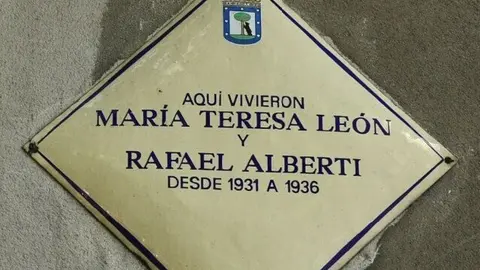 AQUÍ VIVIERON
MARÍA TERESA LEÓN
Y
RAFAEL ALBERTI
DESDE 1931 A 1936